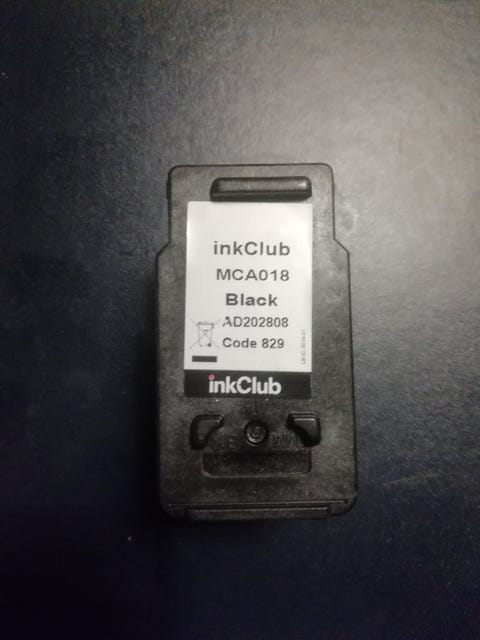 inkClub
MCA018
Black
AD202808
Code 829
inkClub